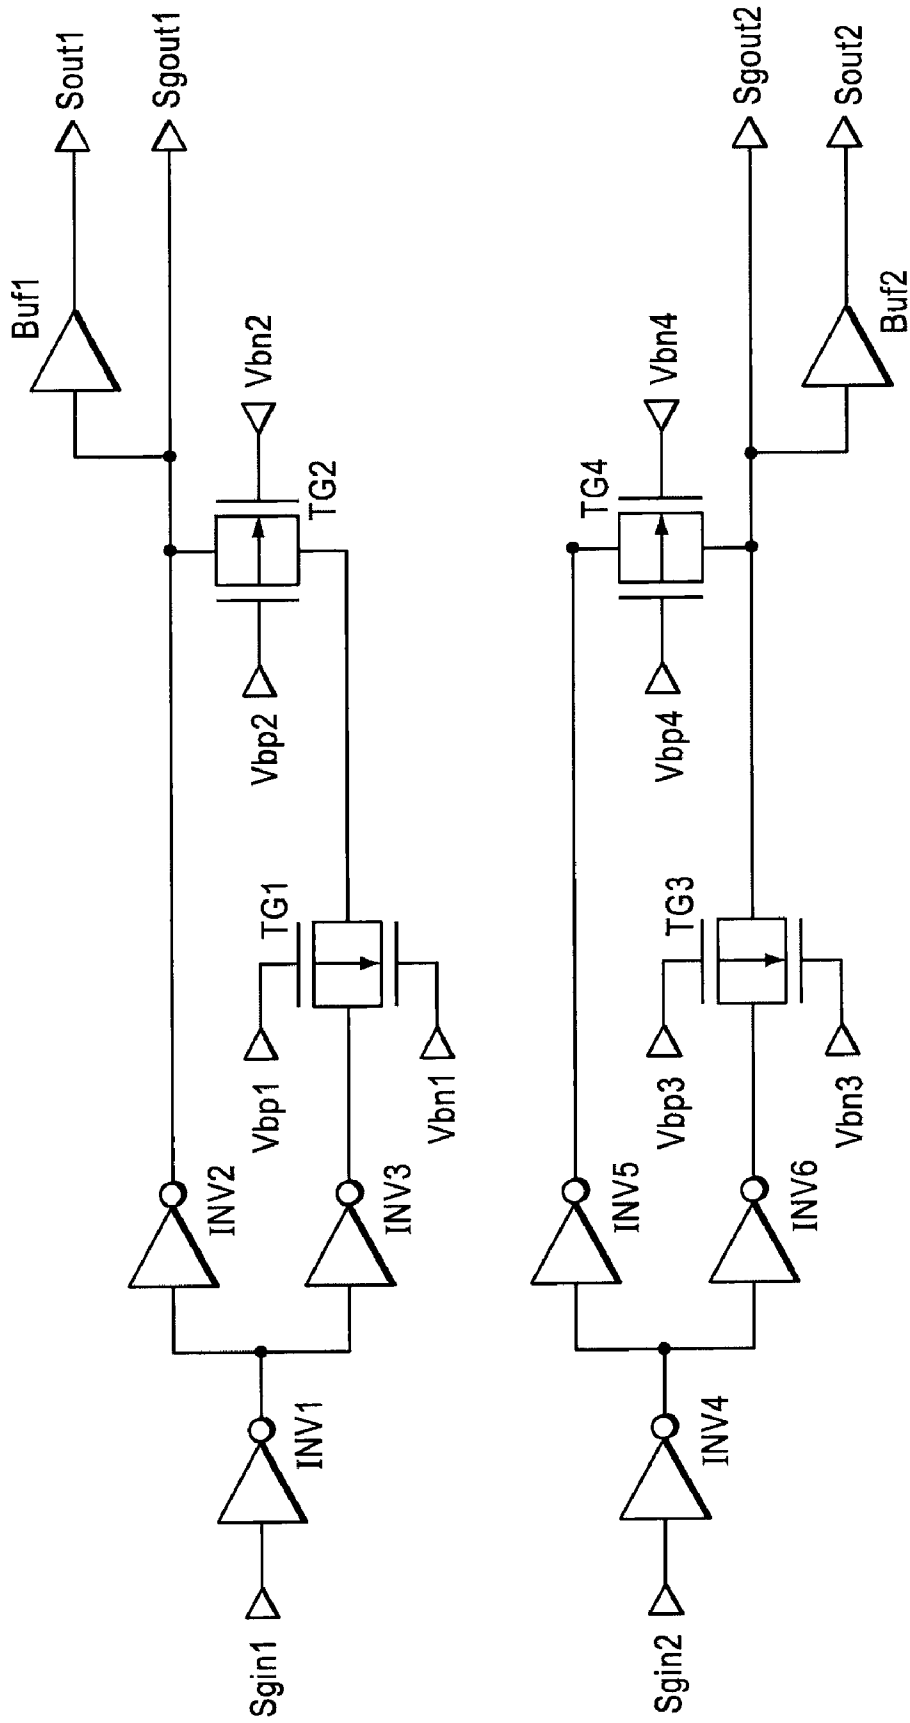 Sout1
Sgout1
Buf1
Vbn2
TG2
Vbp2
TG1
Vbp1
Vbn1
INV2
INV3
INV1
Sgin1
Sgout2
Sout2
Buf2
Vbn4
TG4
Vbp4
TG3
Vbp3
Vbn3
INV5
INV6
INV4
Sgin2